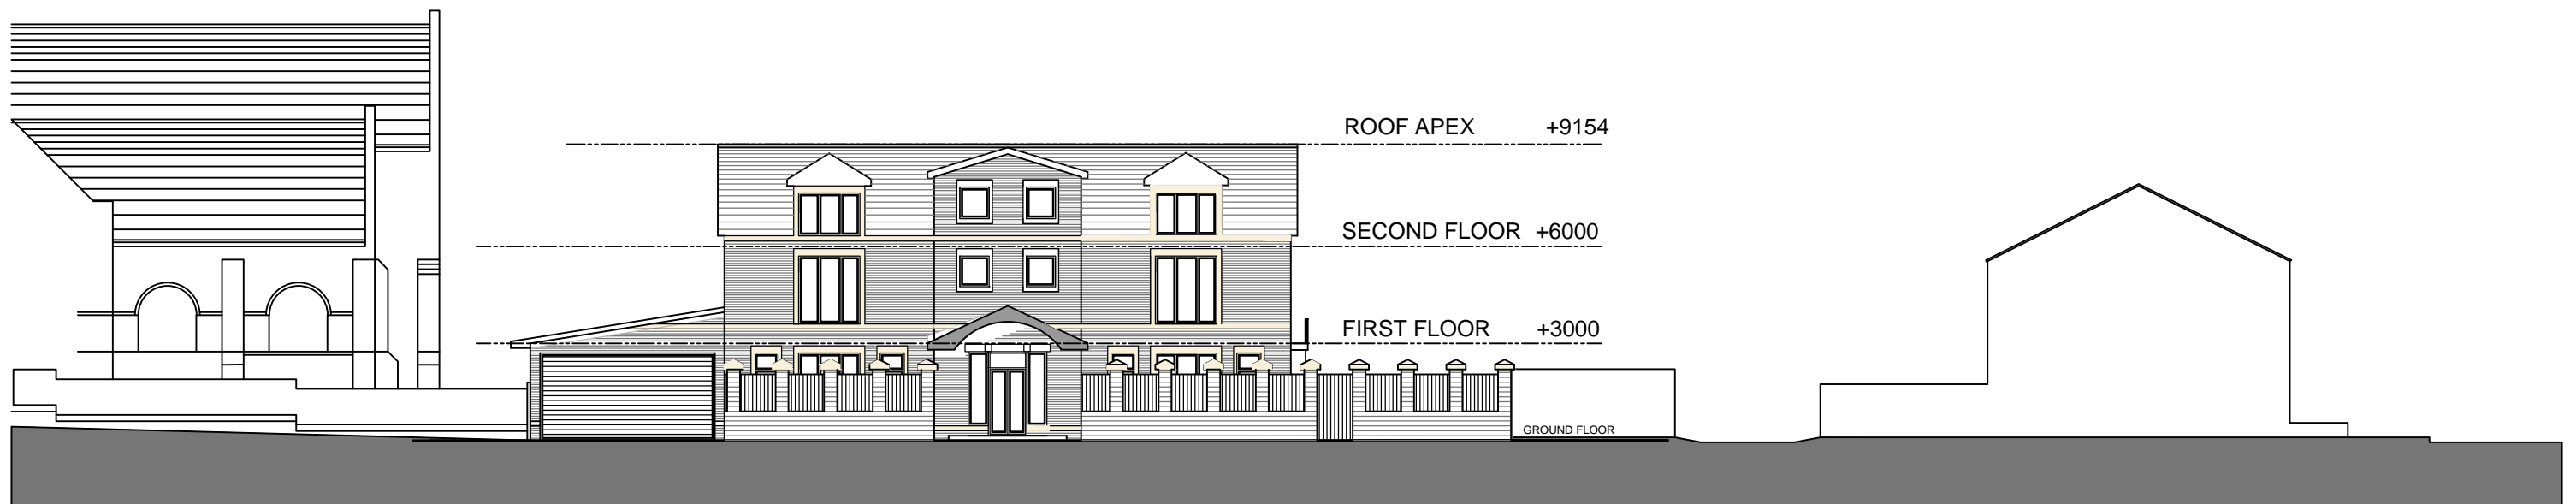 ROOF APEX +9154
SECOND FLOOR +6000
FIRST FLOOR +3000
GROUND FLOOR